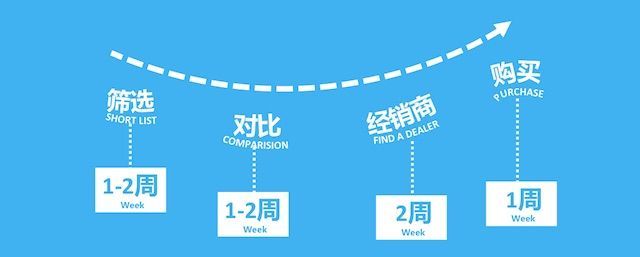 筛选
SHORT LIST
1-2周
Week
对比
COMPARISION
1-2周
Week
经销商
FIND A DEALER
2周
Week
购买
PURCHASE
1周
Week